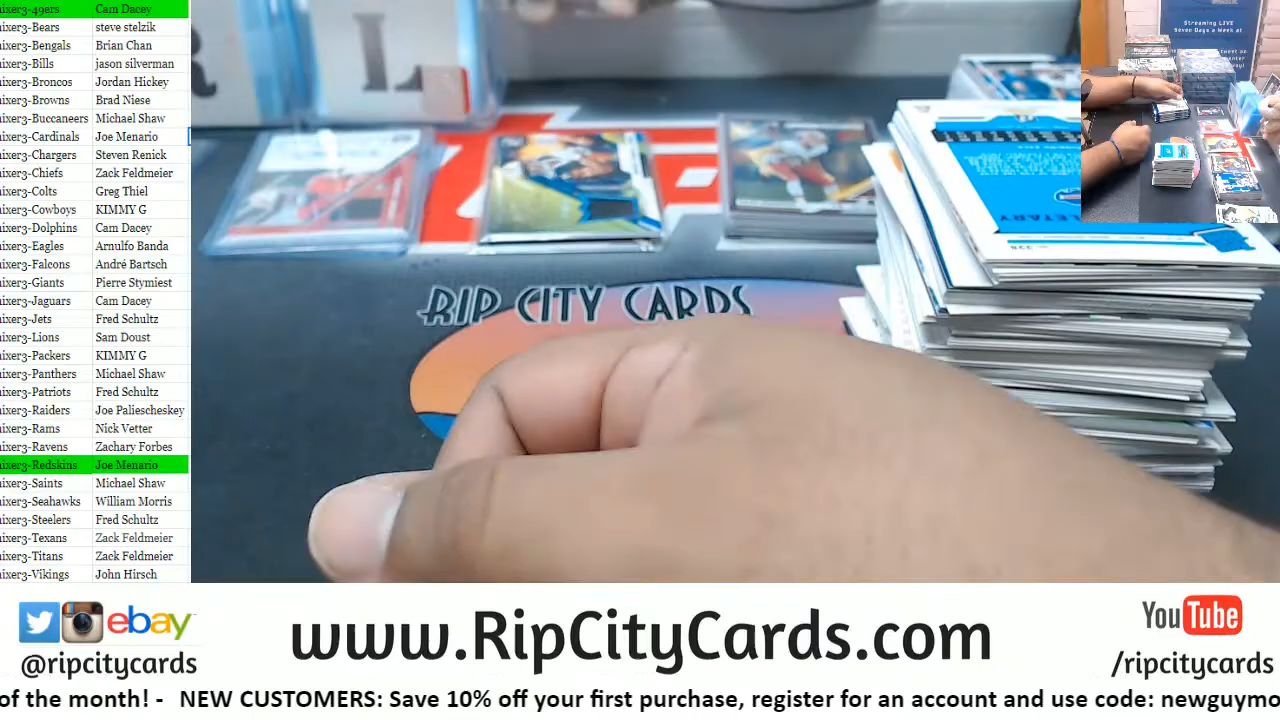 ixer3-49ers Cam Dacey
ixer3-Bears steve stelzik
ixer3-Bengals Brian Chan
ixer3-Bills jason silverman
ixer3-Broncos Jordan Hickey
ixer3-Browns Brad Niese
ixer3-Buccaneers Michael Shaw
ixer3-Cardinals Joe Menario
ixer3-Chargers Steven Renick
ixer3-Chiefs Zack Feldmeier
ixer3-Colts Greg Thiel
ixer3-Cowboys KIMMY G
ixer3-Dolphins Cam Dacey
ixer3-Eagles Arnulfo Banda
ixer3-Falcons André Bartsch
ixer3-Giants Pierre Stymiest
ixer3-Jaguars Cam Dacey
ixer3-Jets Fred Schultz
ixer3-Lions Sam Doust
ixer3-Packers KIMMY G
ixer3-Panthers Michael Shaw
ixer3-Patriots Fred Schultz
ixer3-Raiders Joe Paliescheskey
ixer3-Rams Nick Vetter
ixer3-Ravens Zachary Forbes
ixer3-Redskins Joe Menario
ixer3-Saints Michael Shaw
ixer3-Seahawks William Morris
ixer3-Steelers Fred Schultz
ixer3-Texans Zack Feldmeier
ixer3-Titans Zack Feldmeier
ixer3-Vikings John Hirsch
Streaming LIVE
Seven Days a Week at
RIP CITY CARDS
ebay
@ripcitycards
www.RipCityCards.com
YouTube
/ripcitycards
of the month! - NEW CUSTOMERS: Save 10% off your first purchase, register for an account and use code: newguymo